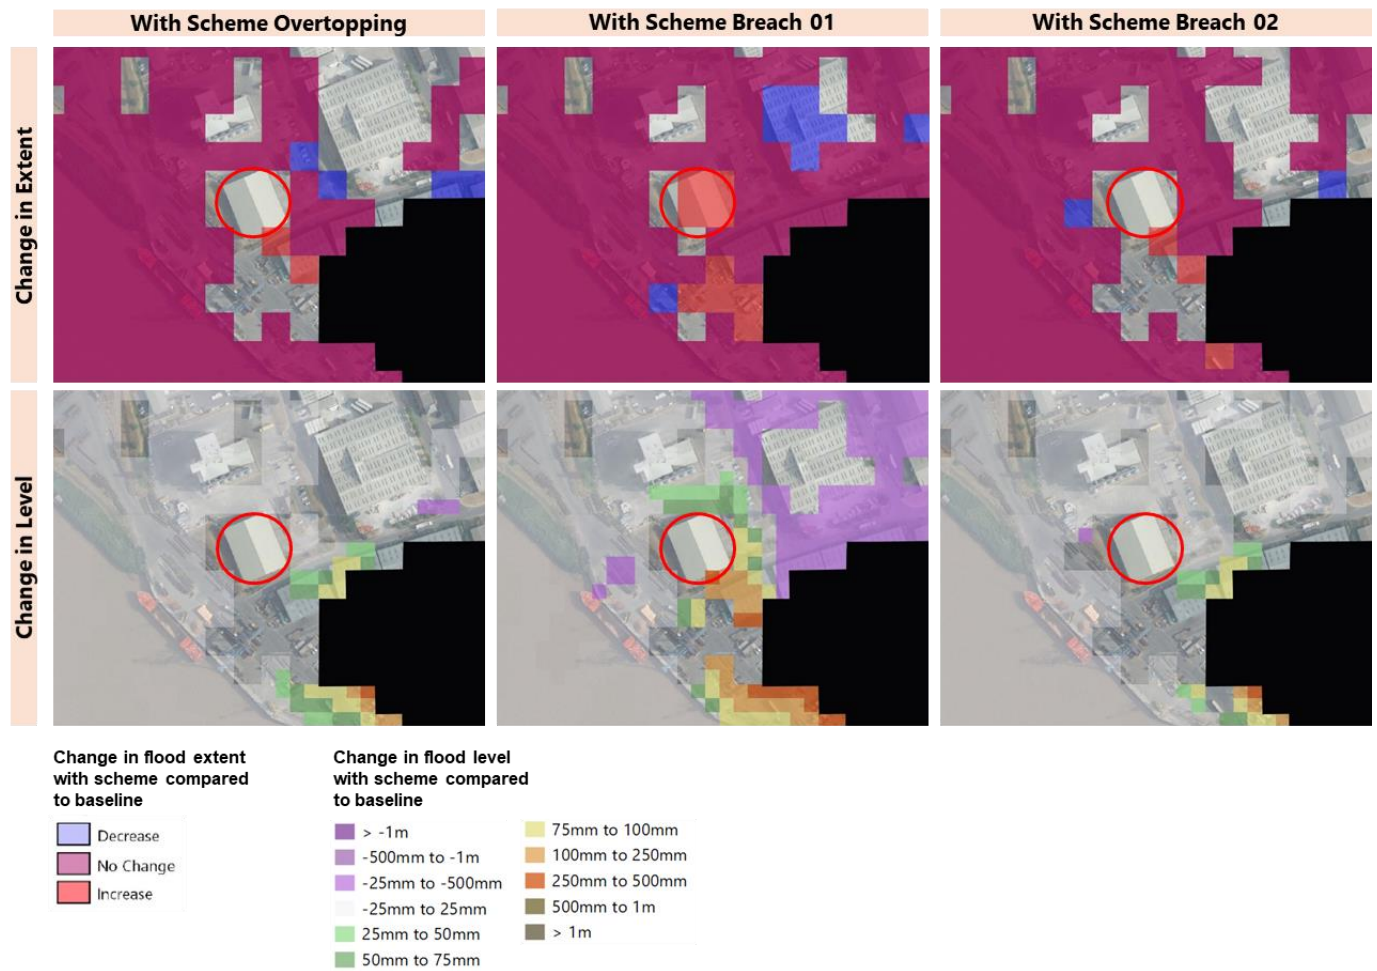 With Scheme Overtopping
With Scheme Breach 01
With Scheme Breach 02
Change in Extent
Change in Level
Change in flood extent
with scheme compared
to baseline
Decrease
No Change
Increase
Change in flood level
with scheme compared
to baseline
> -1m
-500mm to -1m
-25mm to -500mm
-25mm to 25mm
25mm to 50mm
50mm to 75mm
75mm to 100mm
100mm to 250mm
250mm to 500mm
500mm to 1m
> 1m